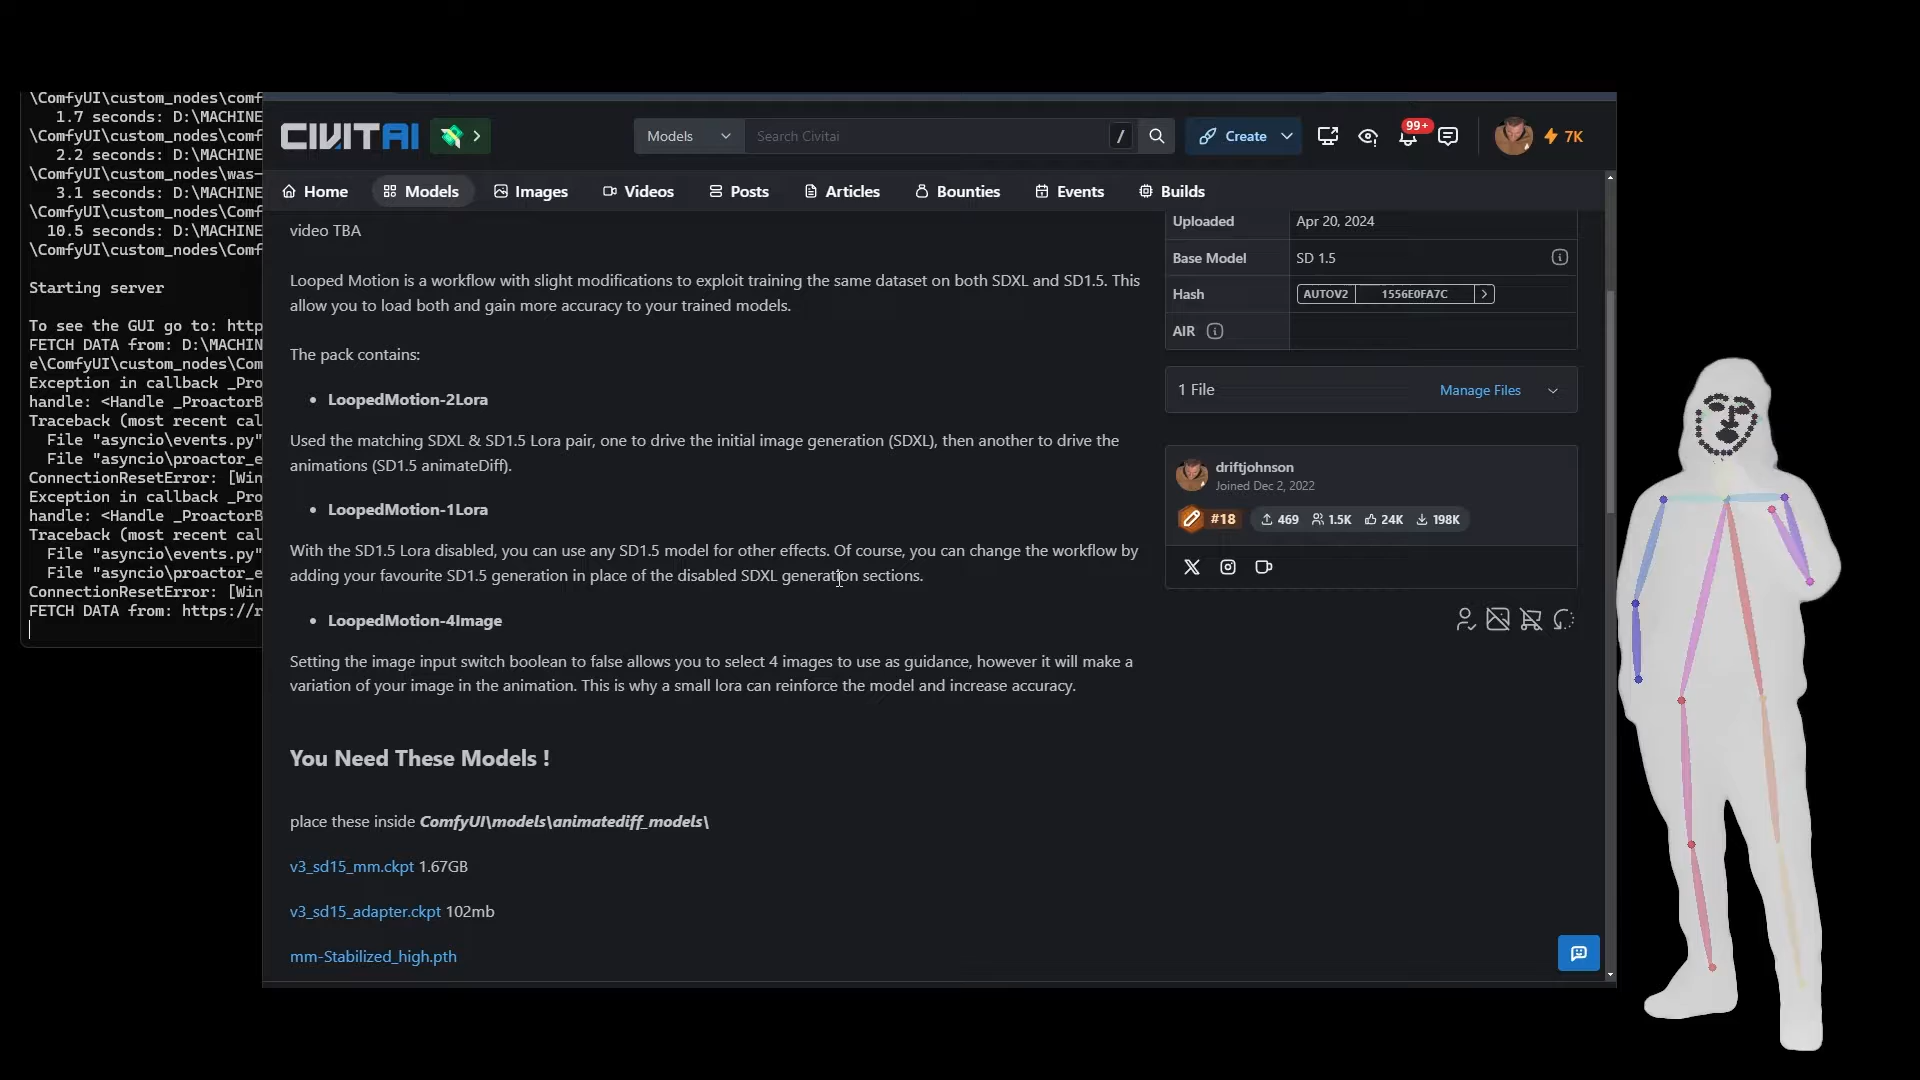 \ComfyUI\custom_nodes\comf
1.7 seconds: D:\MACHINE
\ComfyUI\custom_nodes\comf
2.2 seconds: D:\MACHINE
\ComfyUI\custom_nodes\was-
3.1 seconds: D:\MACHINE
\ComfyUI\custom_nodes\Comf
10.5 seconds: D:\MACHINE
\ComfyUI\custom_nodes\Comf
Starting server
To see the GUI go to: http
FETCH DATA from: D:\MACHIN
e\ComfyUI\custom_nodes\Com
Exception in callback _Pro
handle: <Handle _ProactorB
Traceback (most recent cal
File "asyncio\events.py"
File "asyncio\proactor_e
ConnectionResetError: [Win
Exception in callback _Pro
handle: <Handle _ProactorB
Traceback (most recent cal
File "asyncio\events.py"
File "asyncio\proactor_e
ConnectionResetError: [Win
FETCH DATA from: https://r
CIVITAI
Models
Search Civitai
/
Create
99+
7K
Home Models Images Videos Posts Articles Bounties Events Builds
video TBA
Looped Motion is a workflow with slight modifications to exploit training the same dataset on both SDXL and SD1.5. This
allow you to load both and gain more accuracy to your trained models.
The pack contains:
• LoopedMotion-2Lora
Used the matching SDXL & SD1.5 Lora pair, one to drive the initial image generation (SDXL), then another to drive the
animations (SD1.5 animateDiff).
• LoopedMotion-1Lora
With the SD1.5 Lora disabled, you can use any SD1.5 model for other effects. Of course, you can change the workflow by
adding your favourite SD1.5 generation in place of the disabled SDXL generation sections.
• LoopedMotion-4Image
Setting the image input switch boolean to false allows you to select 4 images to use as guidance, however it will make a
variation of your image in the animation. This is why a small lora can reinforce the model and increase accuracy.
You Need These Models !
place these inside ComfyUI\models\animatediff_models\
v3_sd15_mm.ckpt 1.67GB
v3_sd15_adapter.ckpt 102mb
mm-Stabilized_high.pth
Uploaded Apr 20, 2024
Base Model SD 1.5
Hash AUTOV2 1556E0FA7C
AIR
1 File Manage Files
driftjohnson
Joined Dec 2, 2022
#18 469 1.5K 24K 198K